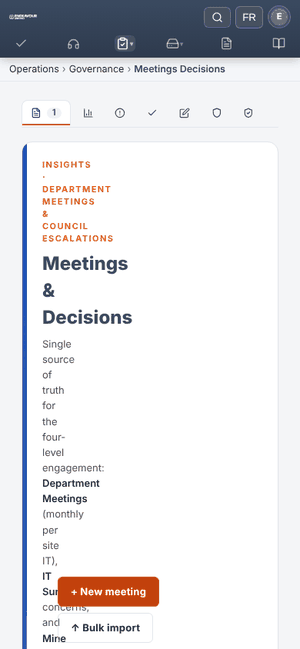 FR
E
Operations › Governance › Meetings Decisions
1
INSIGHTS
·
DEPARTMENT
MEETINGS
&
COUNCIL
ESCALATIONS
Meetings
&
Decisions
Single
source
of
truth
for
the
four-
level
engagement:
Department
Meetings
(monthly
per
site
IT),
IT
+ New meeting
concerns,
and
↑ Bulk import
Mine